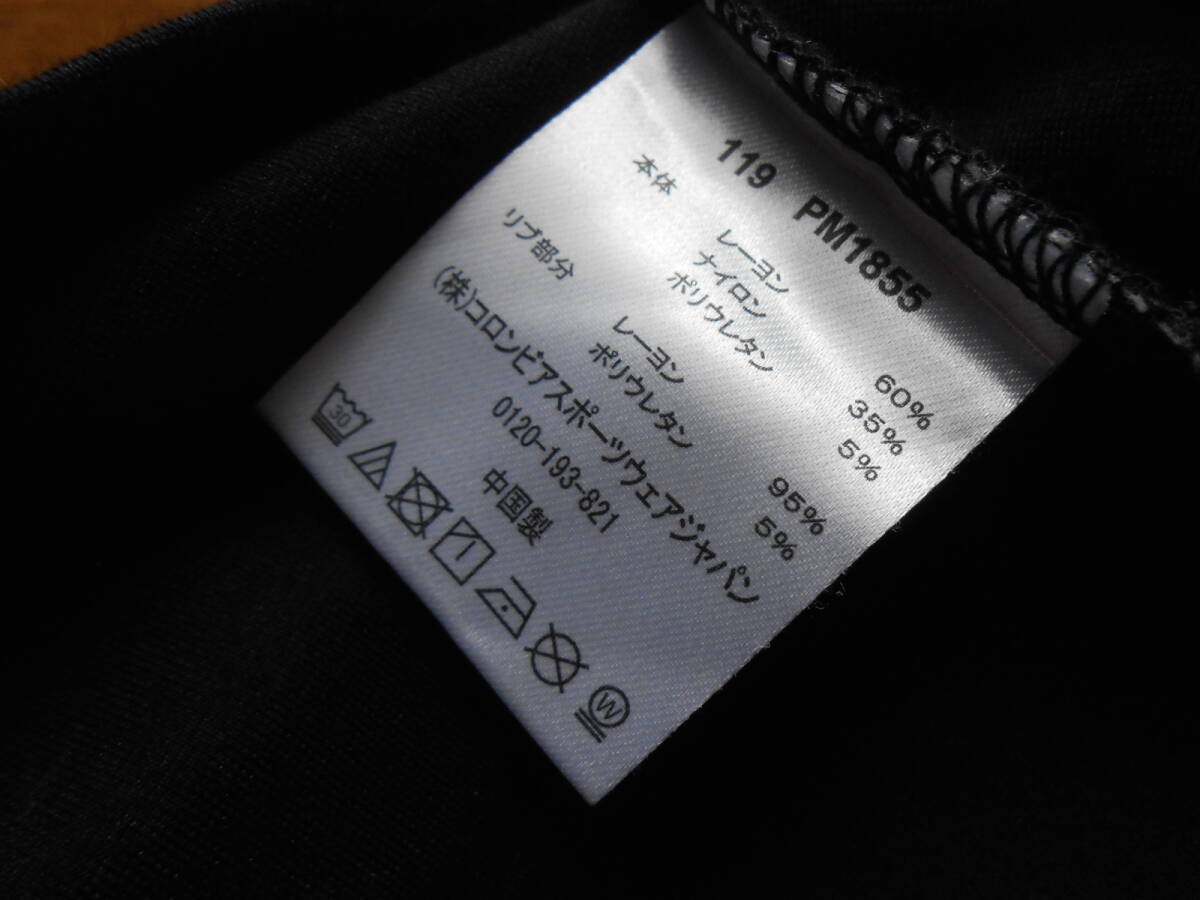 119 PM1855
本体 レーヨン 60%
ナイロン 35%
ポリウレタン 5%
リブ部分 レーヨン 95%
ポリウレタン 5%
(株)コロンビアスポーツウェアジャパン
0120-193-821
中国製
30
W